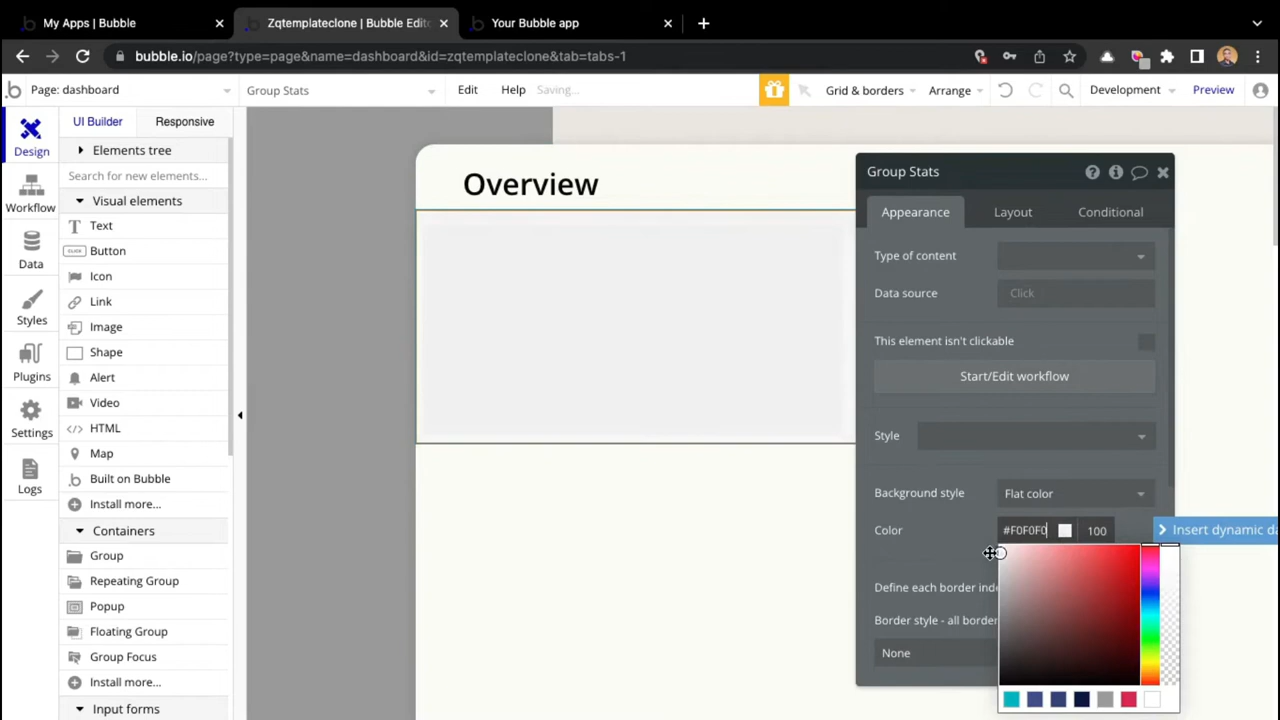 My Apps | Bubble
Zqtemplateclone | Bubble Edit
Your Bubble app
bubble.io/page?type=page&name=dashboard&id=zqtemplateclone&tab=tabs-1
Page: dashboard
Group Stats
Edit
Help
Saving...
Grid & borders
Arrange
Development
Preview
UI Builder
Responsive
Design
Elements tree
Search for new elements...
Workflow
Visual elements
Text
CLICK Button
Data
Icon
Link
Styles
Image
Shape
Plugins
Alert
Video
Settings
</> HTML
Map
Logs
Built on Bubble
Install more...
Containers
Group
Repeating Group
Popup
Floating Group
Group Focus
Install more...
Input forms
Overview
Group Stats
Appearance
Layout
Conditional
Type of content
Data source
Click
This element isn't clickable
Start/Edit workflow
Style
Background style
Flat color
Color
#F0F0F0
100
Insert dynamic da
Define each border inde
Border style - all border
None